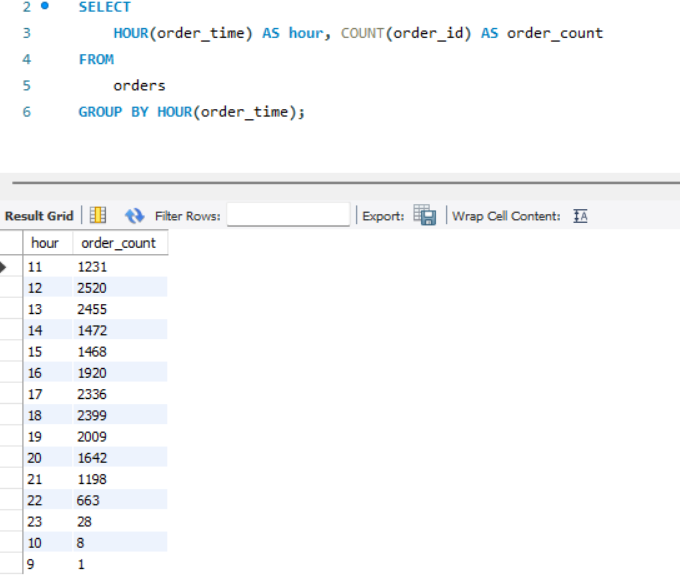 2 SELECT
3 HOUR(order_time) AS hour, COUNT(order_id) AS order_count
4 FROM
5 orders
6 GROUP BY HOUR(order_time);
Result Grid Filter Rows: Export: Wrap Cell Content: IA
hour order_count
11 1231
12 2520
13 2455
14 1472
15 1468
16 1920
17 2336
18 2399
19 2009
20 1642
21 1198
22 663
23 28
10 8
9 1